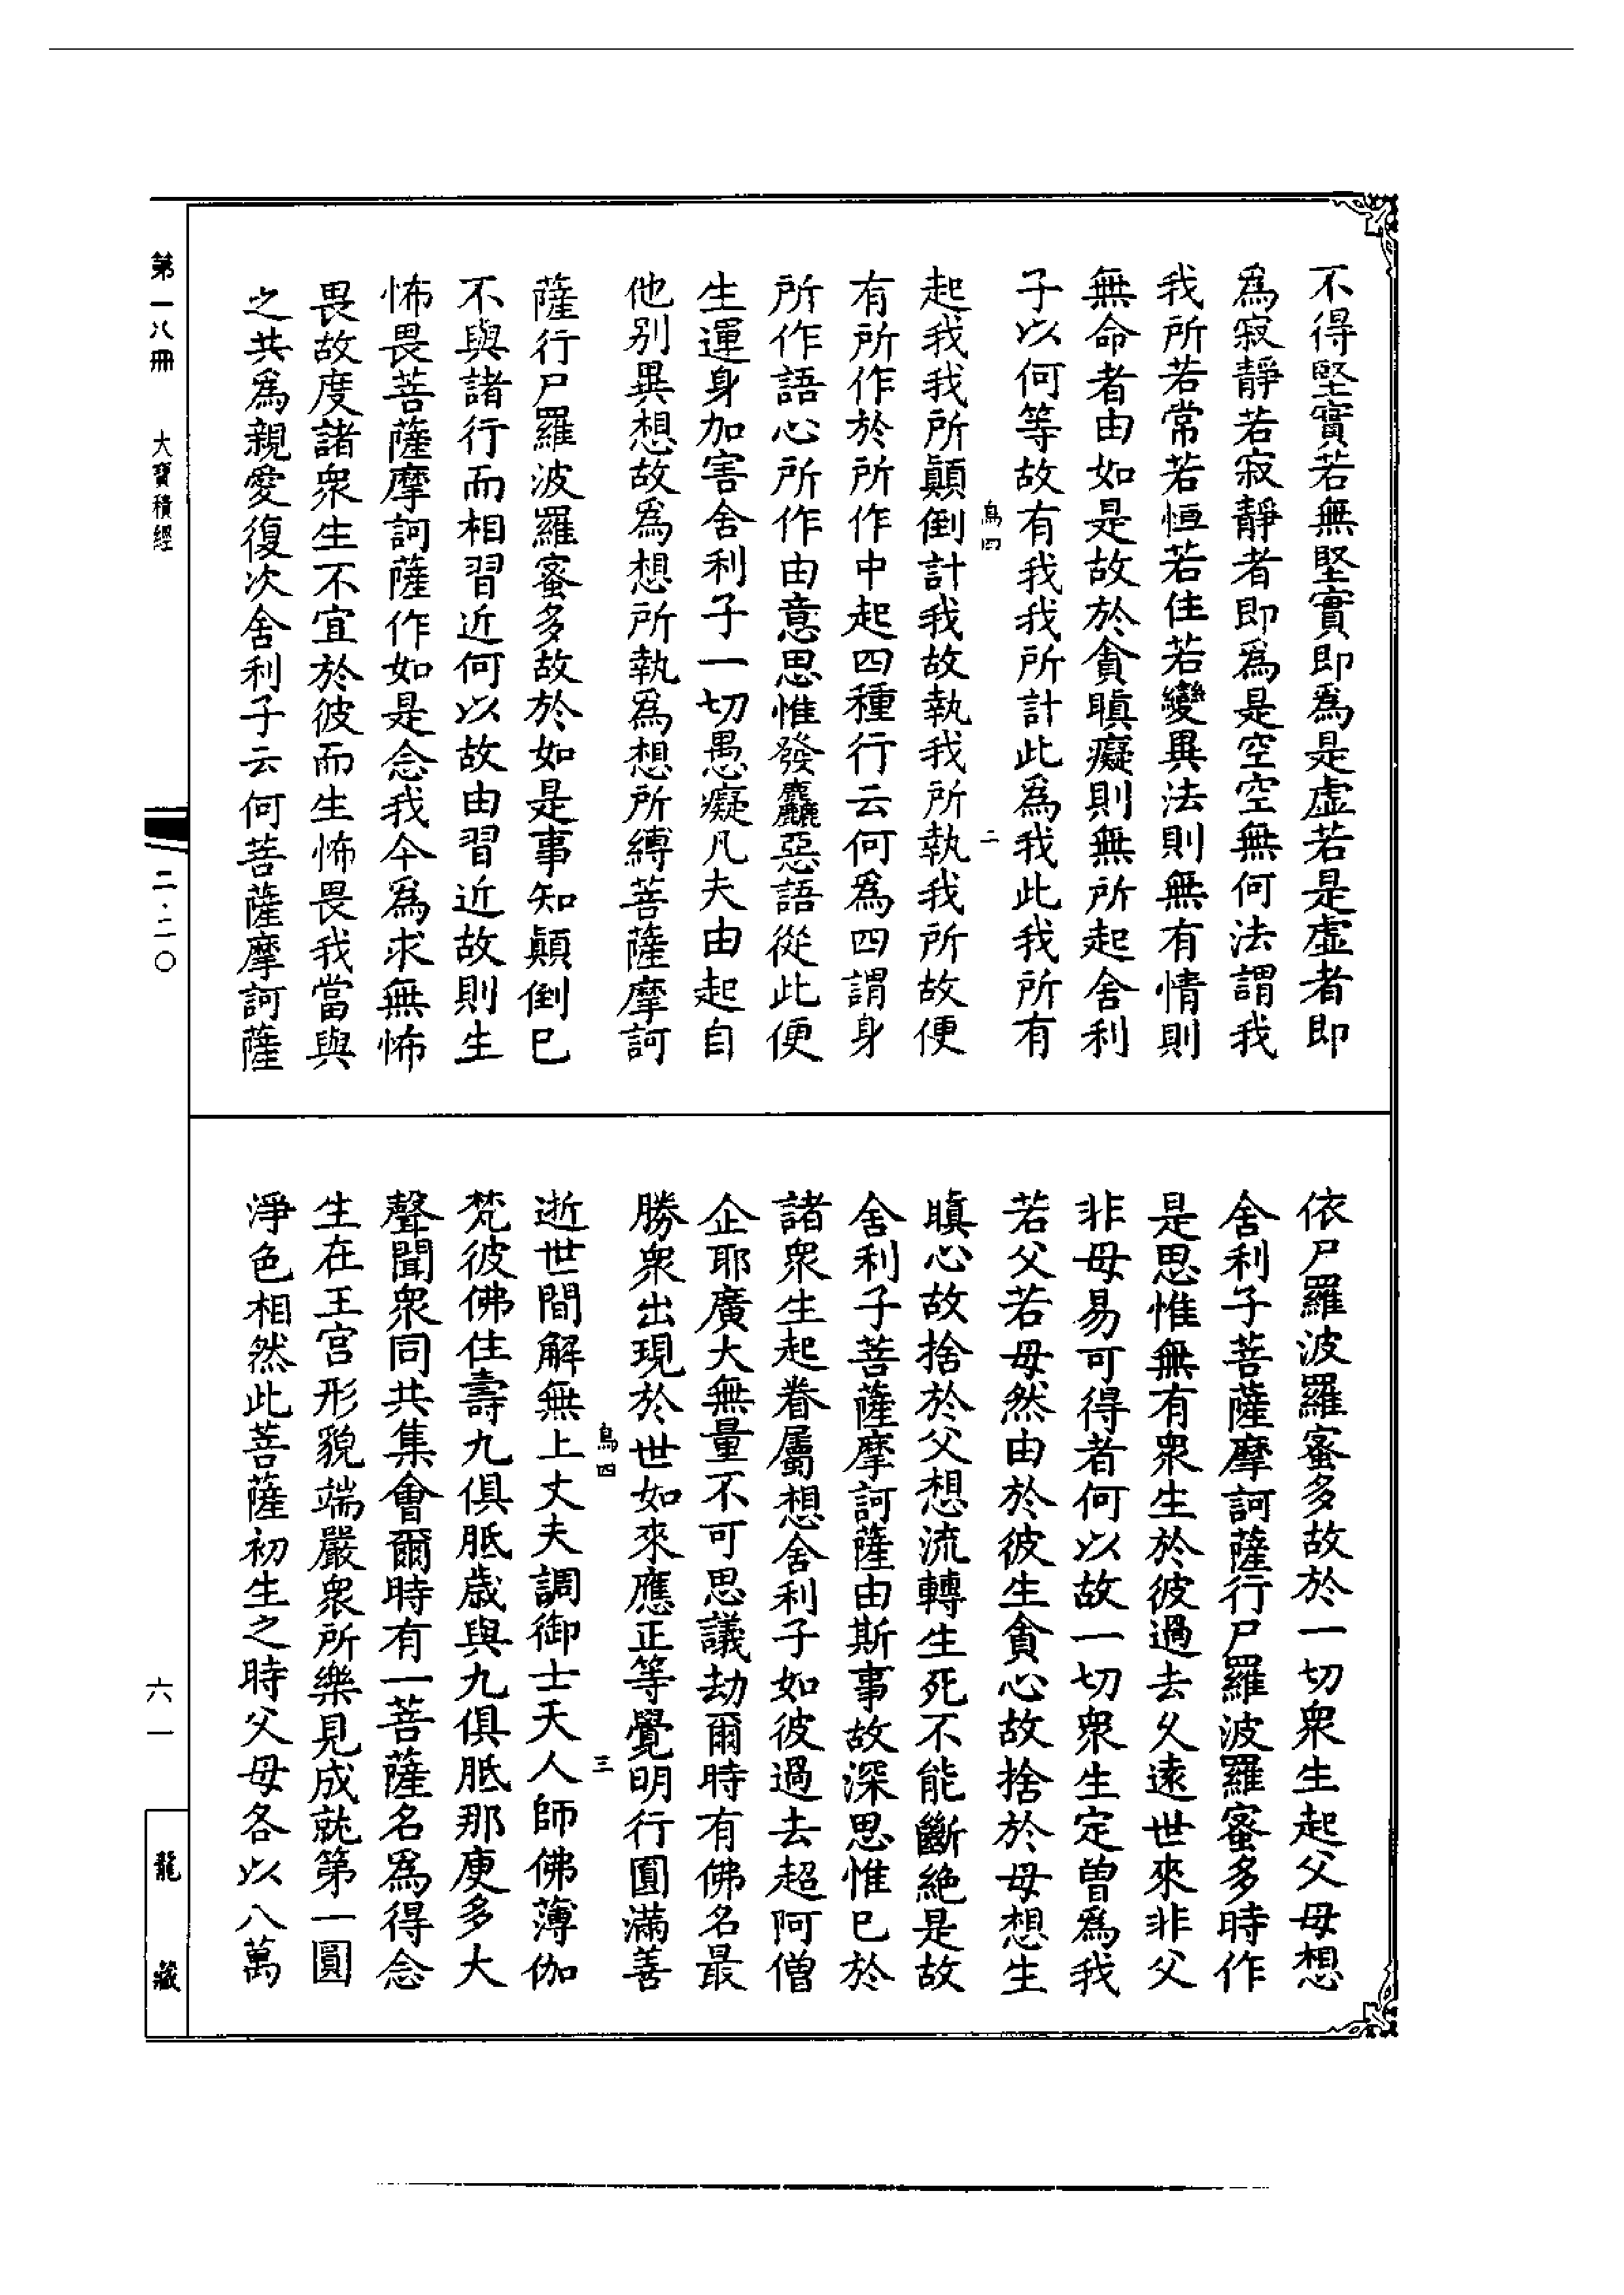 不得堅實若無堅實即爲是虛若是虛者即
爲寂靜若寂靜者即爲是空空無何法謂我
我所若常若恒若住若變異法則無有情則
無命者由如是故於貪瞋癡則無所起舍利
子以何等故有我我所計此爲我此我所有
鳥四 二
起我我所顛倒計我故執我所執我所故便
有所作於所作中起四種行云何爲四謂身
所作語心所作由意思惟發麤惡語從此便
生運身加害舍利子一切愚癡凡夫由起自
他别異想故爲想所執爲想所縛菩薩摩訶
薩行尸羅波羅蜜多故於如是事知顛倒巳
不與諸行而相習近何以故由習近故則生
怖畏菩薩摩訶薩作如是念我今爲求無怖
畏故度諸衆生不宜於彼而生怖畏我當與
之共爲親愛復次舍利子云何菩薩摩訶薩
依尸羅波羅蜜多故於一切衆生起父母想
舍利子菩薩摩訶薩行尸羅波羅蜜多時作
是思惟無有衆生於彼過去久遠世來非父
非母易可得者何以故一切衆生定曾爲我
若父若母然由於彼生貪心故捨於母想生
瞋心故捨於父想流轉生死不能斷絶是故
舍利子菩薩摩訶薩由斯事故深思惟巳於
諸衆生起眷屬想舍利子如彼過去超阿僧
企耶廣大無量不可思議劫爾時有佛名最
勝衆出現於世如來應正等覺明行圓滿善
鳥四 三
逝世間解無上丈夫調御士天人師佛薄伽
梵彼佛住壽九俱胝歲與九俱胝那庾多大
聲聞衆同共集會爾時有一菩薩名爲得念
生在王宫形貌端嚴衆所樂見成就第一圓
淨色相然此菩薩初生之時父母各以八萬
第一八冊 大寶積經
二·二〇
六一
龍藏